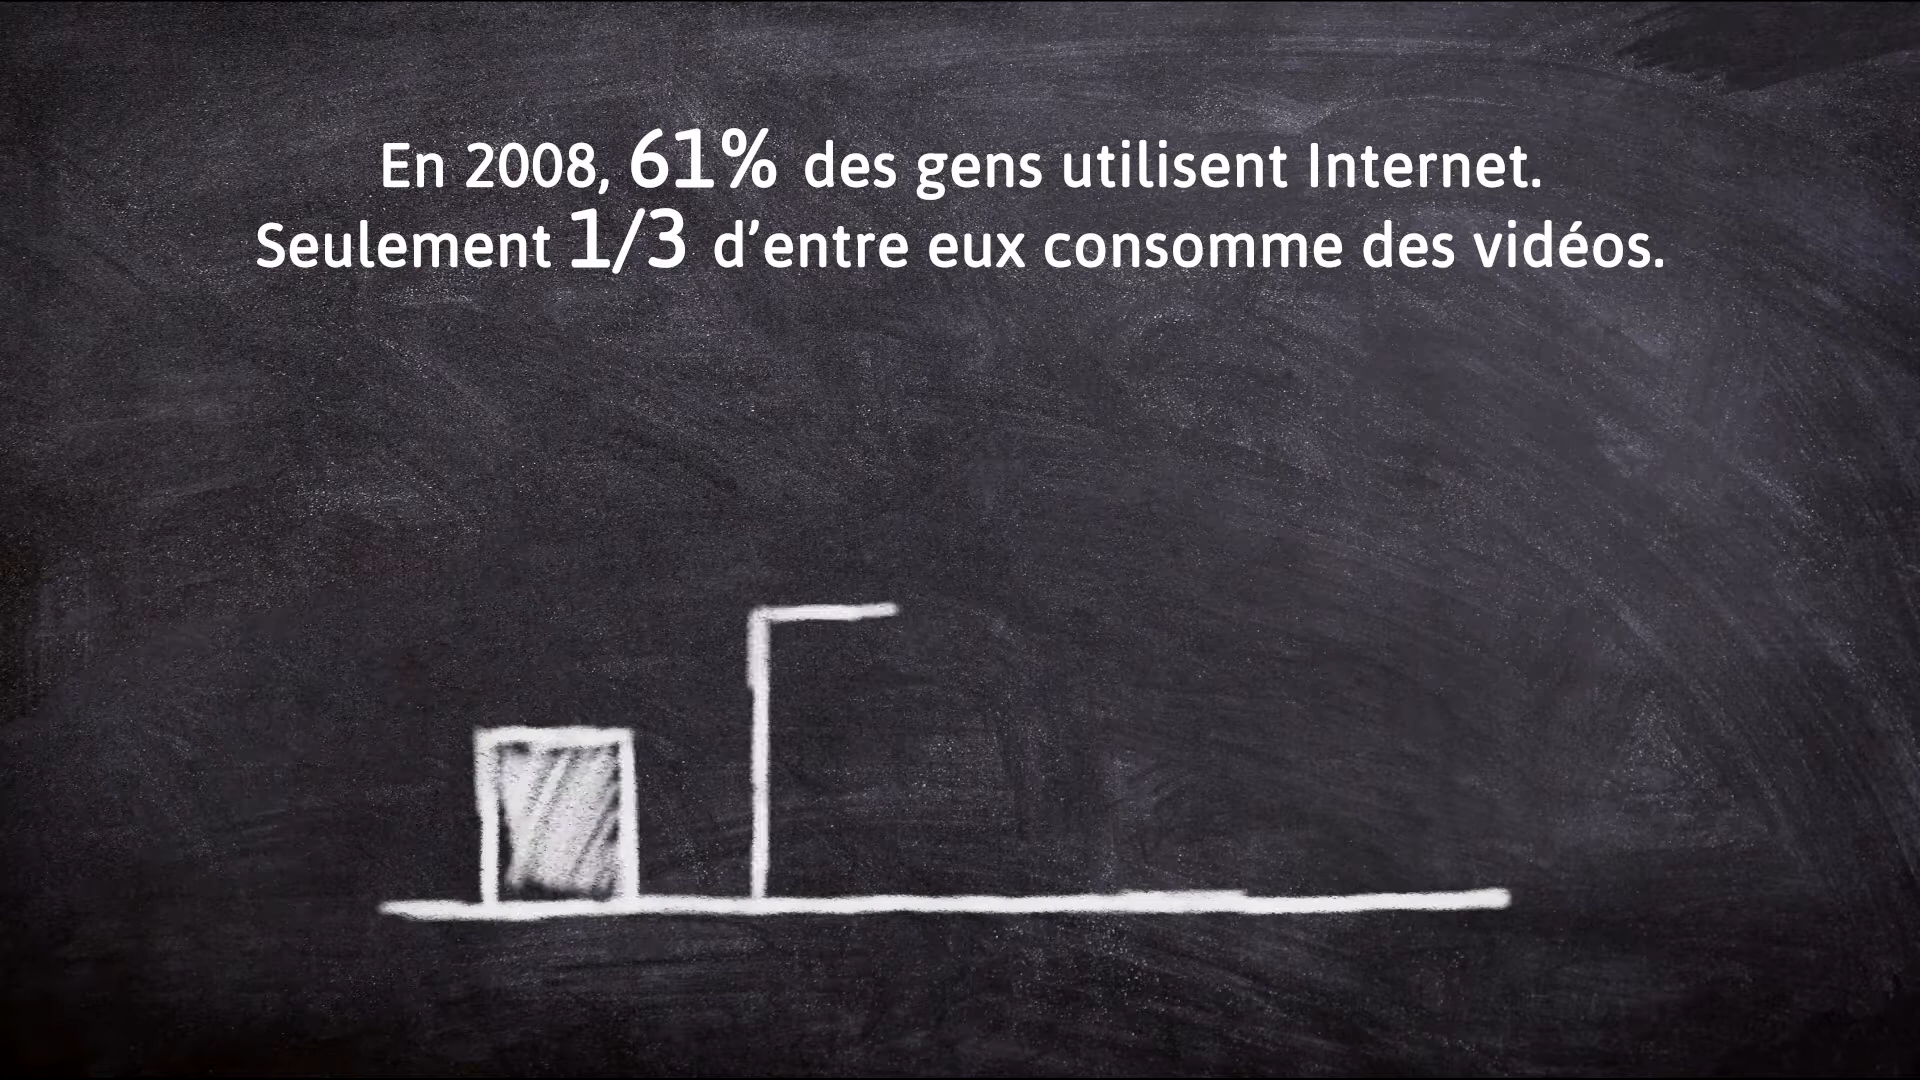 En 2008, 61% des gens utilisent Internet.
Seulement 1/3 d’entre eux consomme des vidéos.